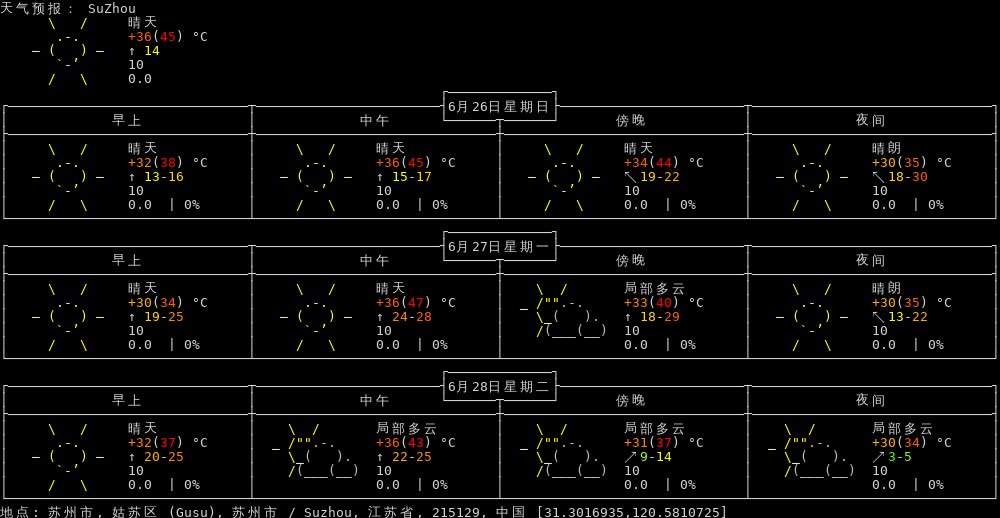 天气预报： SuZhou
晴天
+36(45) °C
↑ 14
10
0.0
6月26日星期日
早上 中午 傍晚 夜间
晴天 晴天 晴天 晴朗
+32(38) °C +36(45) °C +34(44) °C +30(35) °C
↑ 13-16 ↑ 15-17 ↖ 19-22 ↖ 18-30
10 10 10 10
0.0 | 0% 0.0 | 0% 0.0 | 0% 0.0 | 0%
6月27日星期一
早上 中午 傍晚 夜间
晴天 晴天 局部多云 晴朗
+30(34) °C +36(47) °C +33(40) °C +30(35) °C
↑ 19-25 ↑ 24-28 ↑ 18-29 ↖ 13-22
10 10 10 10
0.0 | 0% 0.0 | 0% 0.0 | 0% 0.0 | 0%
6月28日星期二
早上 中午 傍晚 夜间
晴天 局部多云 局部多云 局部多云
+32(37) °C +36(43) °C +31(37) °C +30(34) °C
↑ 20-25 ↑ 22-25 ↗ 9-14 ↗ 3-5
10 10 10 10
0.0 | 0% 0.0 | 0% 0.0 | 0% 0.0 | 0%
地点: 苏州市, 姑苏区 (Gusu), 苏州市 / Suzhou, 江苏省, 215129, 中国 [31.3016935,120.5810725]